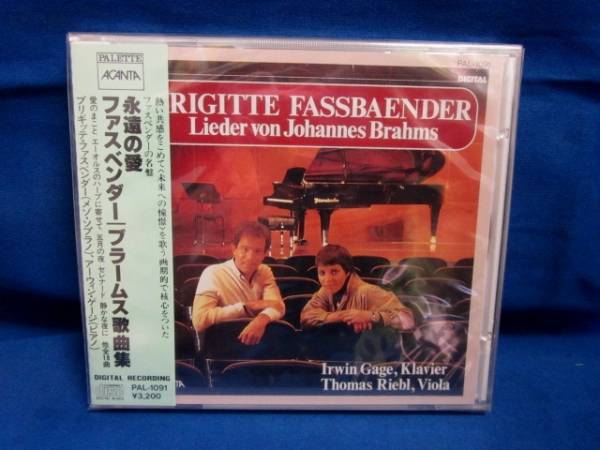 PALETTE
ACANTA
永遠の愛
ファスベンダー/ブラームス歌曲集
愛のまこと エーオルスのハープに寄せて 五月の夜 セレナード 静かな夜に 他全18曲
ブリギッテ・ファスベンダー(メゾ・ソプラノ)、アーウィン・ゲージ(ピアノ)
熱い共感をこめて〈未来への憧憬〉を歌う画期的で核心をついた
ファスベンダーの名盤
DIGITAL RECORDING
PAL-1091
¥3,200
PAL-1091
DIGITAL
RIGITTE FASSBAENDER
Lieder von Johannes Brahms
Irwin Gage, Klavier
Thomas Riebl, Viola
ANTA